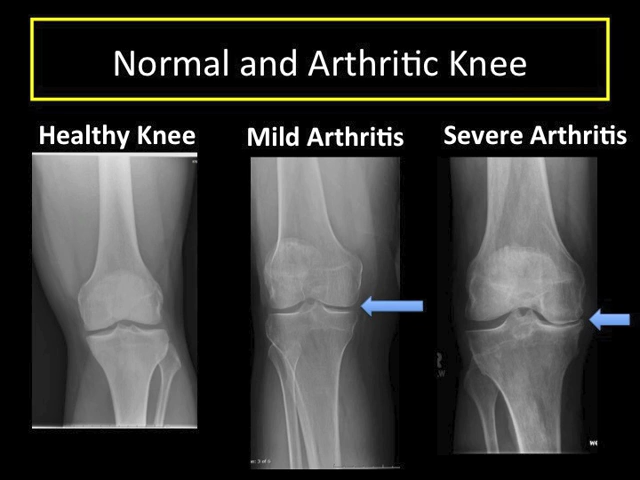 Normal and Arthritic Knee
Healthy Knee
Mild Arthritis
Severe Arthritis